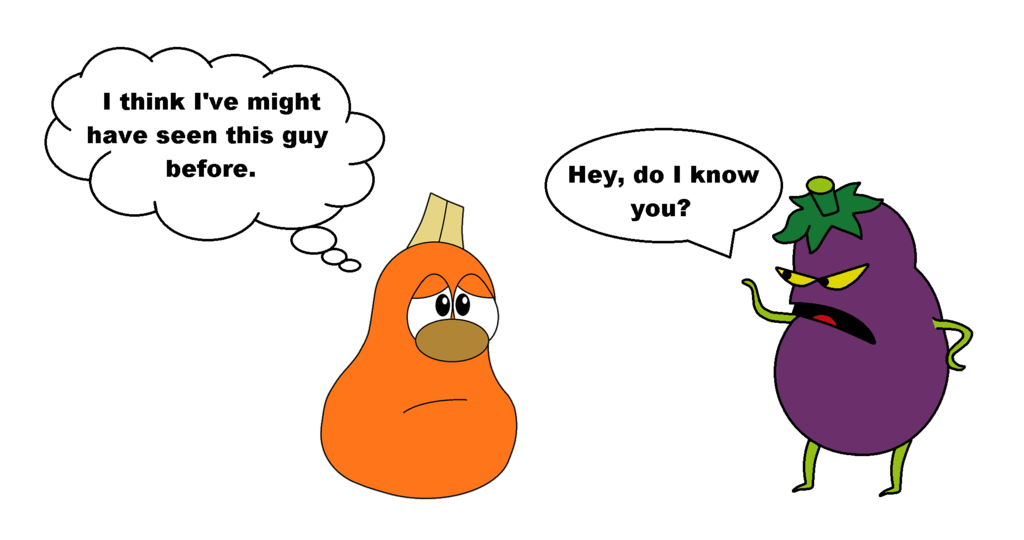 I think I've might
have seen this guy
before.
Hey, do I know
you?